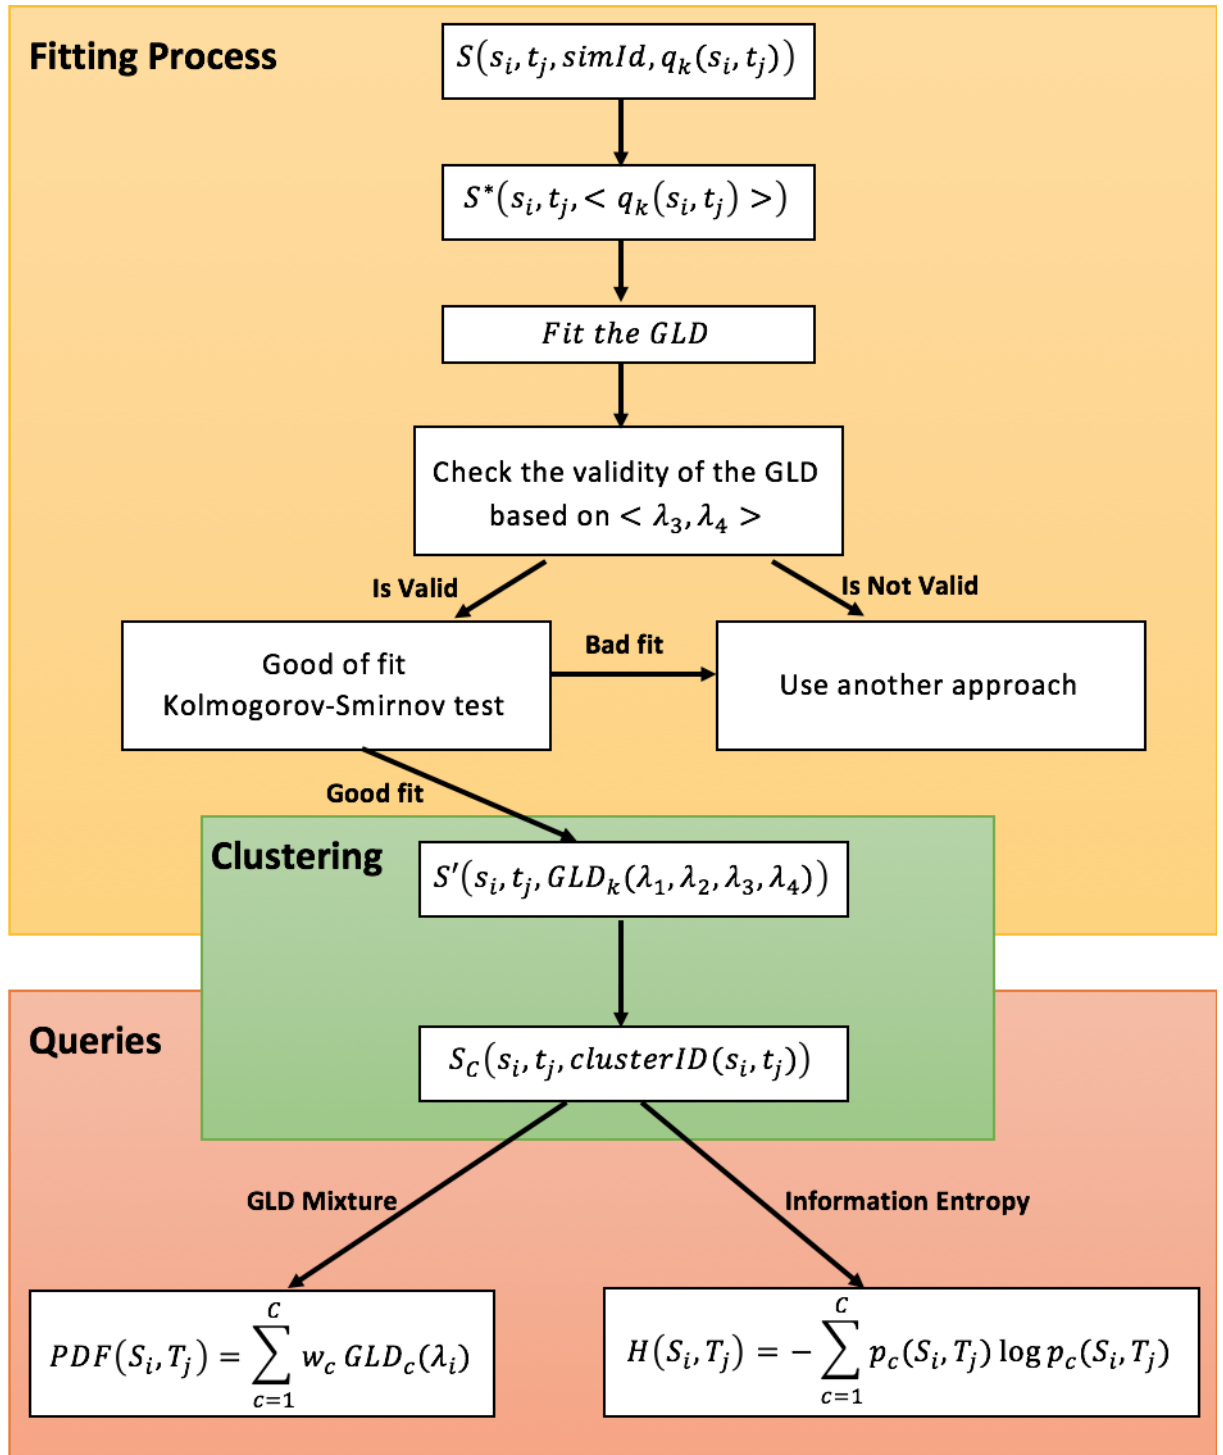 Fitting Process
S(s_i, t_j, simId, q_k(s_i, t_j))
S*(s_i, t_j, < q_k(s_i, t_j) >)
Fit the GLD
Check the validity of the GLD
based on < λ_3, λ_4 >
Is Valid
Is Not Valid
Good of fit
Kolmogorov-Smirnov test
Bad fit
Use another approach
Good fit
Clustering
S′(s_i, t_j, GLD_k(λ_1, λ_2, λ_3, λ_4))
Queries
S_C(s_i, t_j, clusterID(s_i, t_j))
GLD Mixture
Information Entropy
PDF(S_i, T_j) = ∑_{c=1}^{C} w_c GLD_c(λ_i)
H(S_i, T_j) = − ∑_{c=1}^{C} p_c(S_i, T_j) log p_c(S_i, T_j)